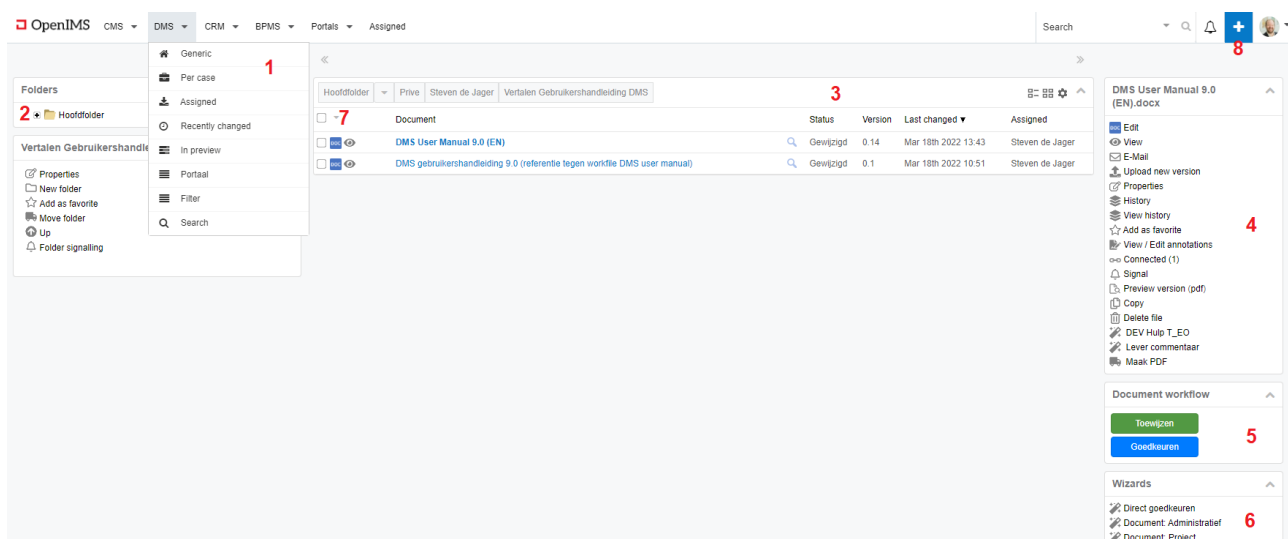 OpenIMS CMS DMS CRM BPMS Portals Assigned Search
8
Generic
1
Per case
Assigned
Recently changed
In preview
Portaal
Filter
Search
Folders
2 Hoofdfolder
Vertalen Gebruikershandle
Properties
New folder
Add as favorite
Move folder
Up
Folder signalling
« »
Hoofdfolder Prive Steven de Jager Vertalen Gebruikershandleiding DMS 3
7 Document Status Version Last changed ▼ Assigned
DOC DMS User Manual 9.0 (EN) Gewijzigd 0.14 Mar 18th 2022 13:43 Steven de Jager
DOC DMS gebruikershandleiding 9.0 (referentie tegen workfile DMS user manual) Gewijzigd 0.1 Mar 18th 2022 10:51 Steven de Jager
DMS User Manual 9.0
(EN).docx
DOC Edit
View
E-Mail
Upload new version
Properties
History
View history
Add as favorite
4
View / Edit annotations
Connected (1)
Signal
Preview version (pdf)
Copy
Delete file
DEV Hulp T_EO
Lever commentaar
Maak PDF
Document workflow
Toewijzen
5
Goedkeuren
Wizards
Direct goedkeuren
Document: Administratief
6
Document: Project